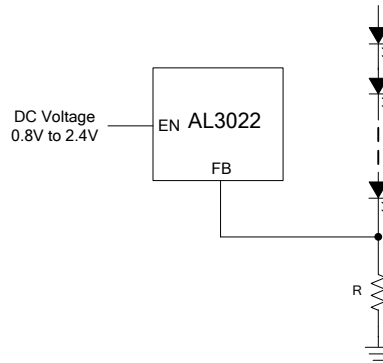 DC Voltage
0.8V to 2.4V
EN AL3022
FB
R